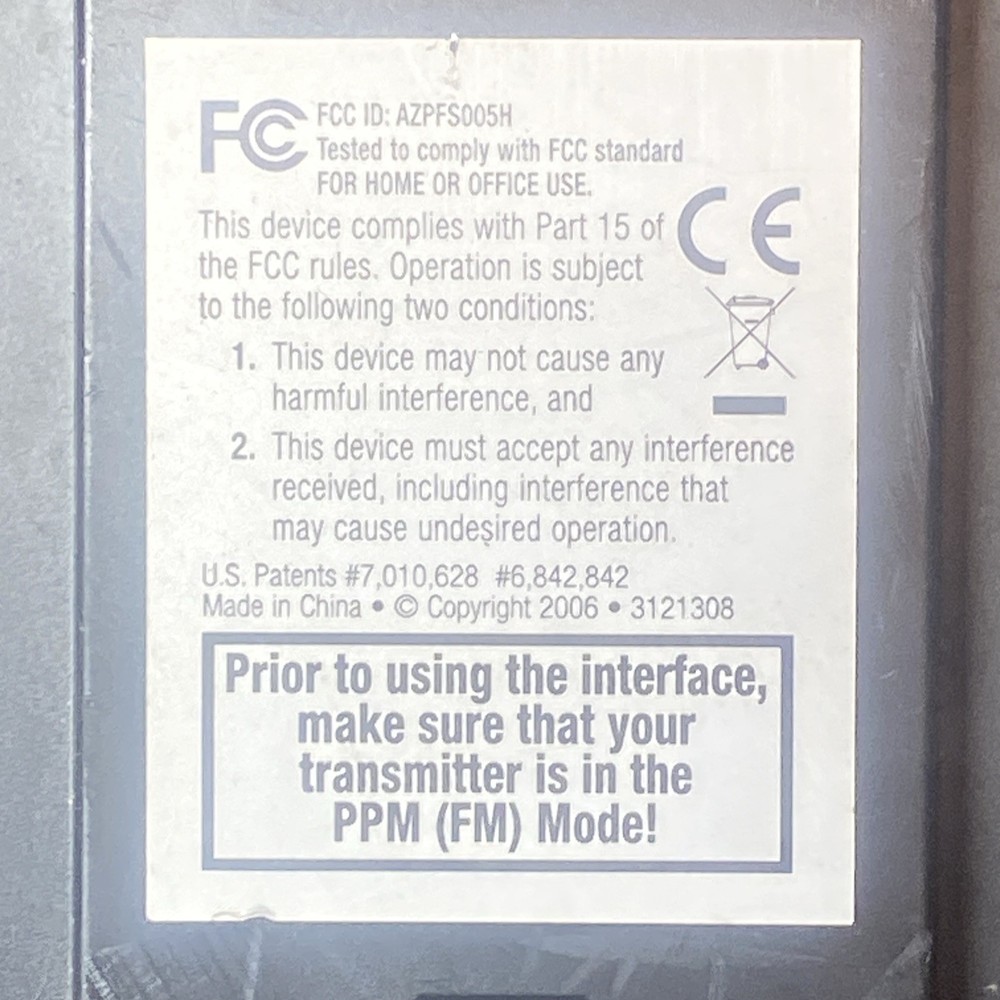 FC FCC ID: AZPFS005H
Tested to comply with FCC standard
FOR HOME OR OFFICE USE.
This device complies with Part 15 of
the FCC rules. Operation is subject
to the following two conditions:
CE
1. This device may not cause any
harmful interference, and
2. This device must accept any interference
received, including interference that
may cause undesired operation.
U.S. Patents #7,010,628 #6,842,842
Made in China • © Copyright 2006 • 3121308
Prior to using the interface,
make sure that your
transmitter is in the
PPM (FM) Mode!